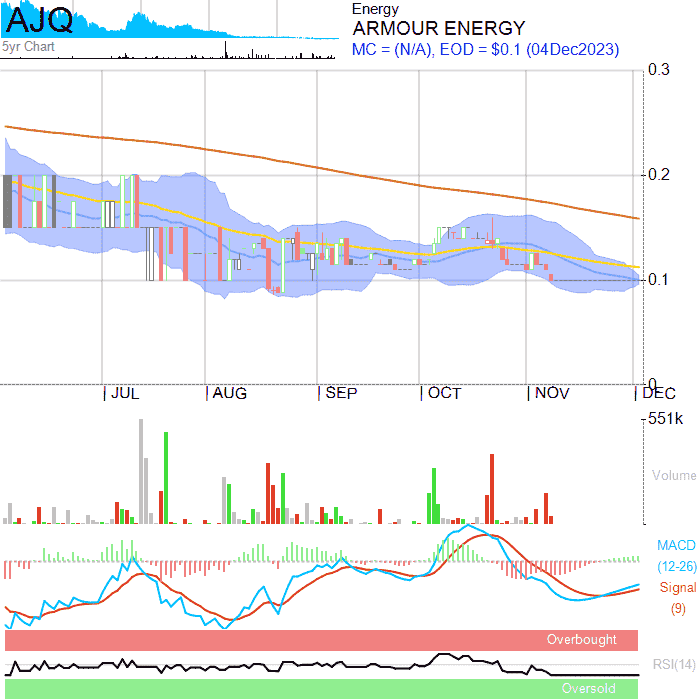 AJQ
5yr Chart
Energy
ARMOUR ENERGY
MC = (N/A), EOD = $0.1 (04Dec2023)
0.3
0.2
0.1
0
JUL
AUG
SEP
OCT
NOV
DEC
551k
Volume
MACD
(12-26)
Signal
(9)
Overbought
RSI(14)
Oversold